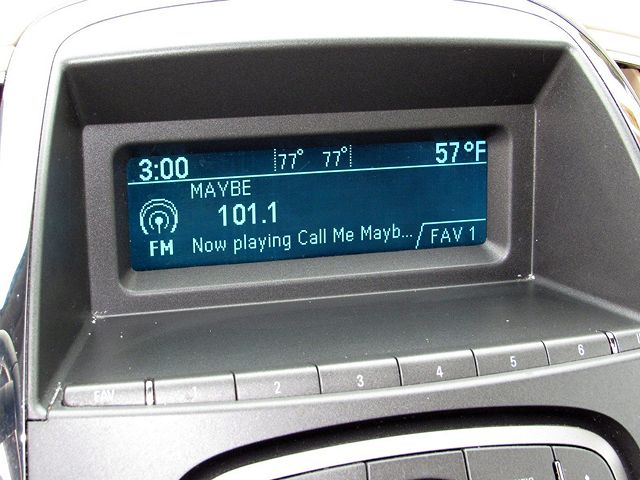 3:00 77° 77° 57°F
MAYBE
101.1
FM Now playing Call Me Mayb... FAV 1
FAV 1 2 3 4 5 6